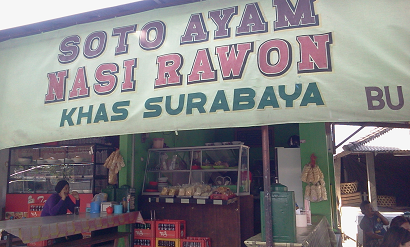 SOTO AYAM
NASI RAWON
KHAS SURABAYA
BU